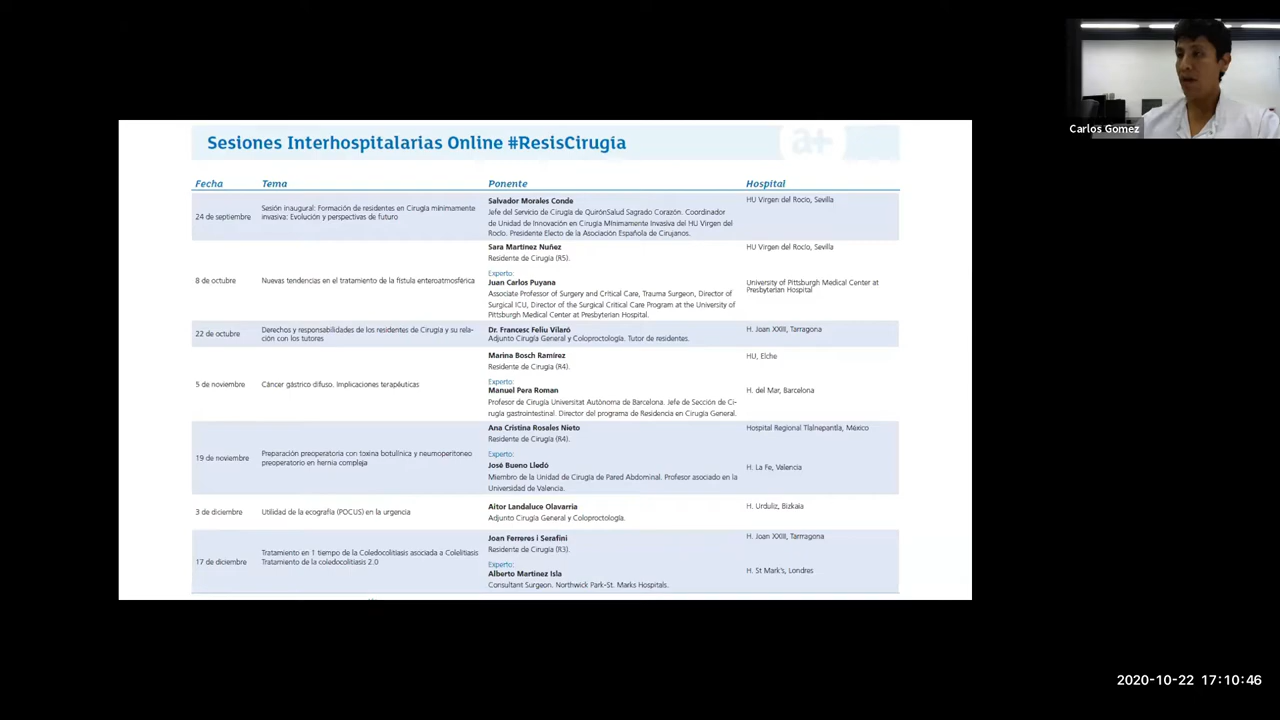 Carlos Gomez
Sesiones Interhospitalarias Online #ResisCirugía
a+
Fecha Tema Ponente Hospital
24 de septiembre
Sesión inaugural: Formación de residentes en Cirugía mínimamente
invasiva: Evolución y perspectivas de futuro
Salvador Morales Conde
Jefe del Servicio de Cirugía de QuirónSalud Sagrado Corazón. Coordinador
de Unidad de Innovación en Cirugía Mínimamente Invasiva del HU Virgen del
Rocío. Presidente Electo de la Asociación Española de Cirujanos.
HU Virgen del Rocío, Sevilla
8 de octubre
Nuevas tendencias en el tratamiento de la fístula enteroatmosférica
Sara Martínez Nuñez
Residente de Cirugía (R5).
HU Virgen del Rocío, Sevilla
Experto:
Juan Carlos Puyana
Associate Professor of Surgery and Critical Care, Trauma Surgeon, Director of
Surgical ICU, Director of the Surgical Critical Care Program at the University of
Pittsburgh Medical Center at Presbyterian Hospital.
University of Pittsburgh Medical Center at
Presbyterian Hospital
22 de octubre
Derechos y responsabilidades de los residentes de Cirugía y su rela-
ción con los tutores
Dr. Francesc Feliu Vilaró
Adjunto Cirugía General y Coloproctología. Tutor de residentes.
H. Joan XXIII, Tarragona
5 de noviembre
Cáncer gástrico difuso. Implicaciones terapéuticas
Marina Bosch Ramírez
Residente de Cirugía (R4).
HU, Elche
Experto:
Manuel Pera Roman
Profesor de Cirugía Universitat Autònoma de Barcelona. Jefe de Sección de Ci-
rugía gastrointestinal. Director del programa de Residencia en Cirugía General.
H. del Mar, Barcelona
19 de noviembre
Preparación preoperatoria con toxina botulínica y neumoperitoneo
preoperatorio en hernia compleja
Ana Cristina Rosales Nieto
Residente de Cirugía (R4).
Hospital Regional Tlalnepantla, México
Experto:
José Bueno Lledó
Miembro de la Unidad de Cirugía de Pared Abdominal. Profesor asociado en la
Universidad de Valencia.
H. La Fe, Valencia
3 de diciembre
Utilidad de la ecografía (POCUS) en la urgencia
Aitor Landaluce Olavarria
Adjunto Cirugía General y Coloproctología.
H. Urduliz, Bizkaia
17 de diciembre
Tratamiento en 1 tiempo de la Coledocolitiasis asociada a Colelitiasis
Tratamiento de la coledocolitiasis 2.0
Joan Ferreres i Serafini
Residente de Cirugía (R3).
H. Joan XXIII, Tarrragona
Experto:
Alberto Martínez Isla
Consultant Surgeon. Northwick Park-St. Marks Hospitals.
H. St Mark's, Londres
2020-10-22 17:10:46